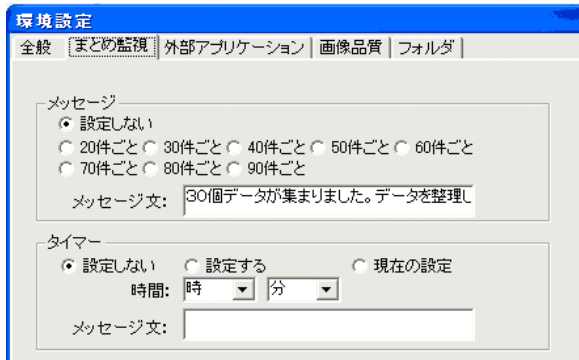 環境設定
全般 まとめ監視 外部アプリケーション 画像品質 フォルダ
メッセージ
設定しない
20件ごと 30件ごと 40件ごと 50件ごと 60件ごと
70件ごと 80件ごと 90件ごと
メッセージ文: 30個データが集まりました。データを整理し
タイマー
設定しない 設定する 現在の設定
時間: 時 分
メッセージ文: